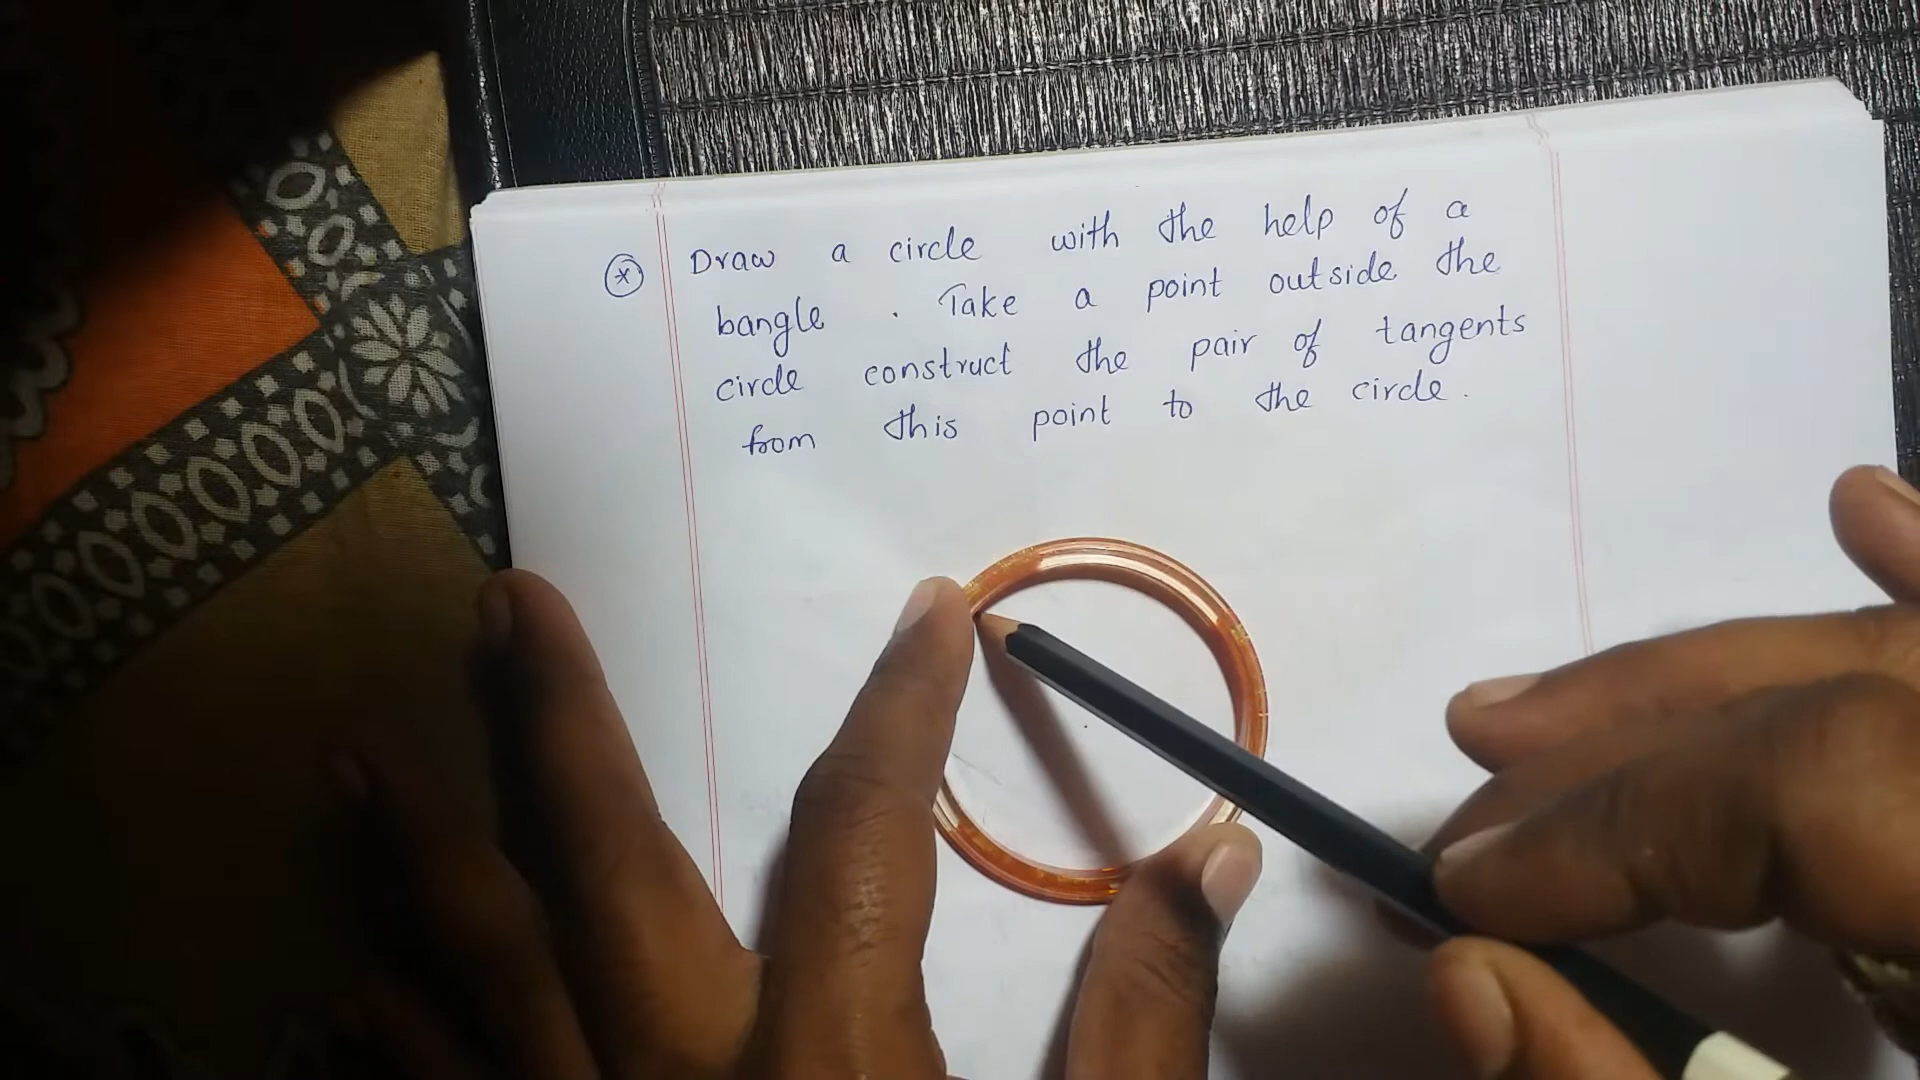 * Draw a circle with the help of a
bangle . Take a point outside the
circle construct the pair of tangents
from this point to the circle .